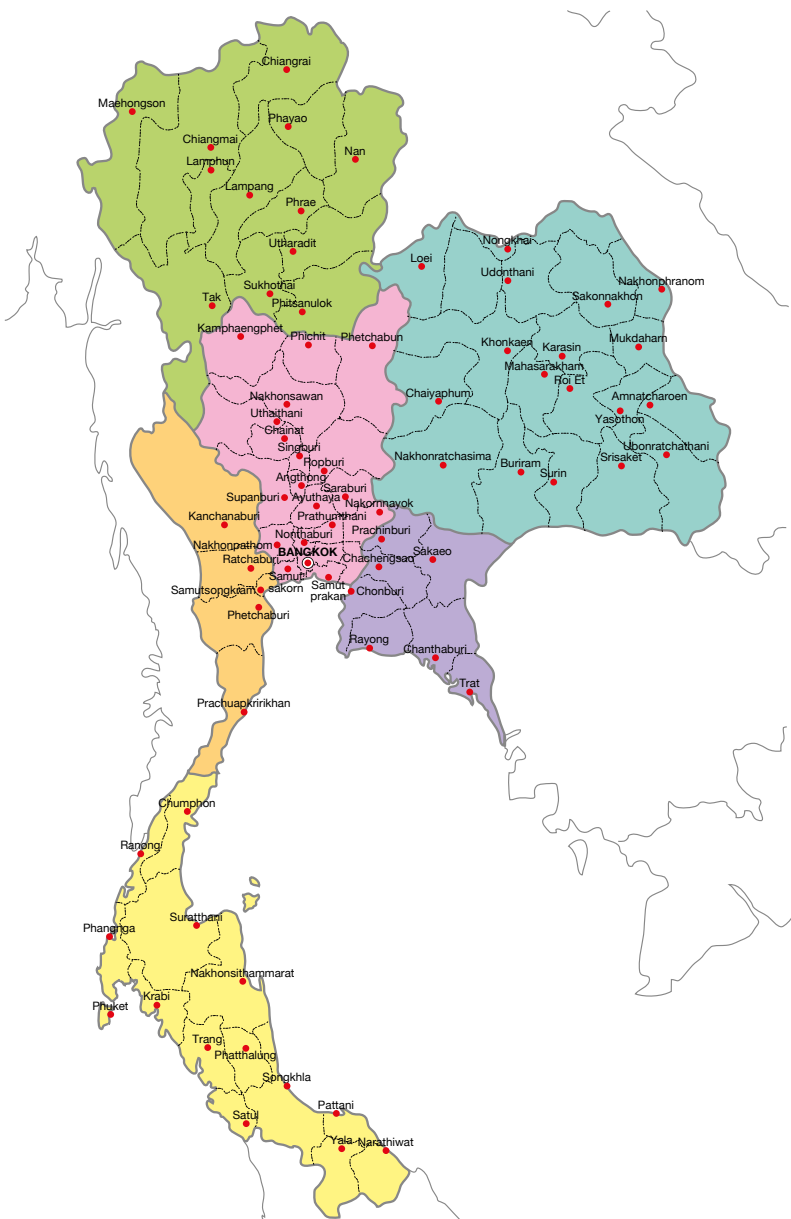 Chiangrai
Maehongson
Phayao
Chiangmai
Nan
Lamphun
Lampang
Phrae
Utharadit
Nongkhai
Loei
Udonthani
Nakhonphranom
Sukhothai
Sakonnakhon
Tak
Phitsanulok
Kamphaengphet
Phichit
Phetchabun
Mukdaharn
Khonkaen
Karasin
Mahasarakham
Roi Et
Chaiyaphum
Nakhonsawan
Amnatcharoen
Uthaithani
Yasothon
Chainat
Singburi
Ubonratchathani
Ropburi
Nakhonratchasima
Srisaket
Buriram
Angthong
Surin
Saraburi
Supanburi
Ayuthaya
Nakornnayok
Kanchanaburi
Prathumthani
Nonthaburi
Prachinburi
Nakhonpathom
BANGKOK
Sakaeo
Ratchaburi
Chachengsao
Samut
sakorn
Samut
prakan
Samutsongkram
Chonburi
Phetchaburi
Rayong
Chanthaburi
Trat
Prachuapkririkhan
Chumphon
Ranong
Suratthani
Phangnga
Nakhonsithammarat
Krabi
Phuket
Trang
Phatthalung
Songkhla
Pattani
Satul
Yala
Narathiwat